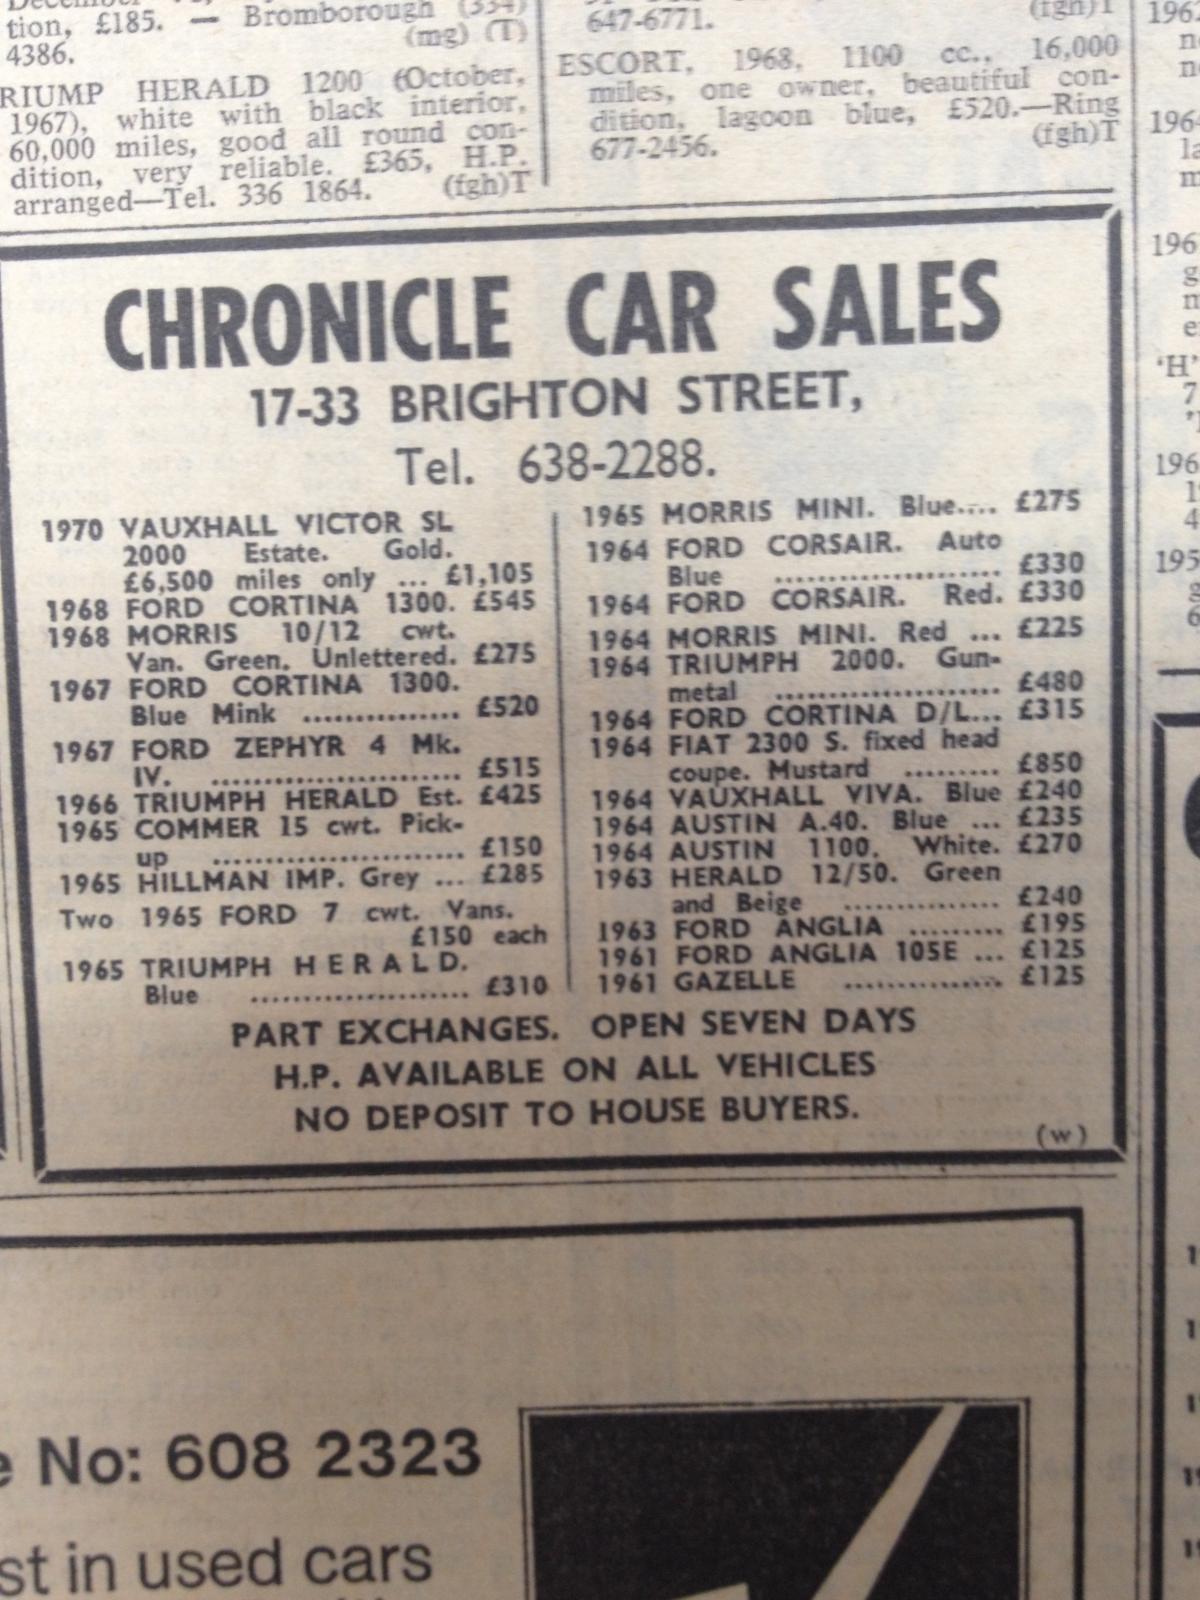 tion, £185. — Bromborough (334)
4386. (mg) (T)
RIUMP HERALD 1200 (October,
1967), white with black interior,
60,000 miles, good all round con-
dition, very reliable. £365, H.P.
arranged—Tel. 336 1864. (fgh)T
647-6771. (fgh)T
ESCORT, 1968, 1100 cc., 16,000
miles, one owner, beautiful con-
dition, lagoon blue, £520.—Ring
677-2456. (fgh)T
CHRONICLE CAR SALES
17-33 BRIGHTON STREET,
Tel. 638-2288.
1970 VAUXHALL VICTOR SL
2000 Estate. Gold.
£6,500 miles only ... £1,105
1968 FORD CORTINA 1300. £545
1968 MORRIS 10/12 cwt.
Van. Green. Unlettered. £275
1967 FORD CORTINA 1300.
Blue Mink ............... £520
1967 FORD ZEPHYR 4 Mk.
IV. ........................ £515
1966 TRIUMPH HERALD Est. £425
1965 COMMER 15 cwt. Pick-
up ........................ £150
1965 HILLMAN IMP. Grey ... £285
Two 1965 FORD 7 cwt. Vans.
£150 each
1965 TRIUMPH HERALD.
Blue ..................... £310
1965 MORRIS MINI. Blue.... £275
1964 FORD CORSAIR. Auto
Blue ..................... £330
1964 FORD CORSAIR. Red. £330
1964 MORRIS MINI. Red ... £225
1964 TRIUMPH 2000. Gun-
metal ..................... £480
1964 FORD CORTINA D/L... £315
1964 FIAT 2300 S. fixed head
coupe. Mustard ......... £850
1964 VAUXHALL VIVA. Blue £240
1964 AUSTIN A.40. Blue ... £235
1964 AUSTIN 1100. White. £270
1963 HERALD 12/50. Green
and Beige ............... £240
1963 FORD ANGLIA ......... £195
1961 FORD ANGLIA 105E ... £125
1961 GAZELLE ............... £125
PART EXCHANGES. OPEN SEVEN DAYS
H.P. AVAILABLE ON ALL VEHICLES
NO DEPOSIT TO HOUSE BUYERS.
(w)
No: 608 2323
st in used cars